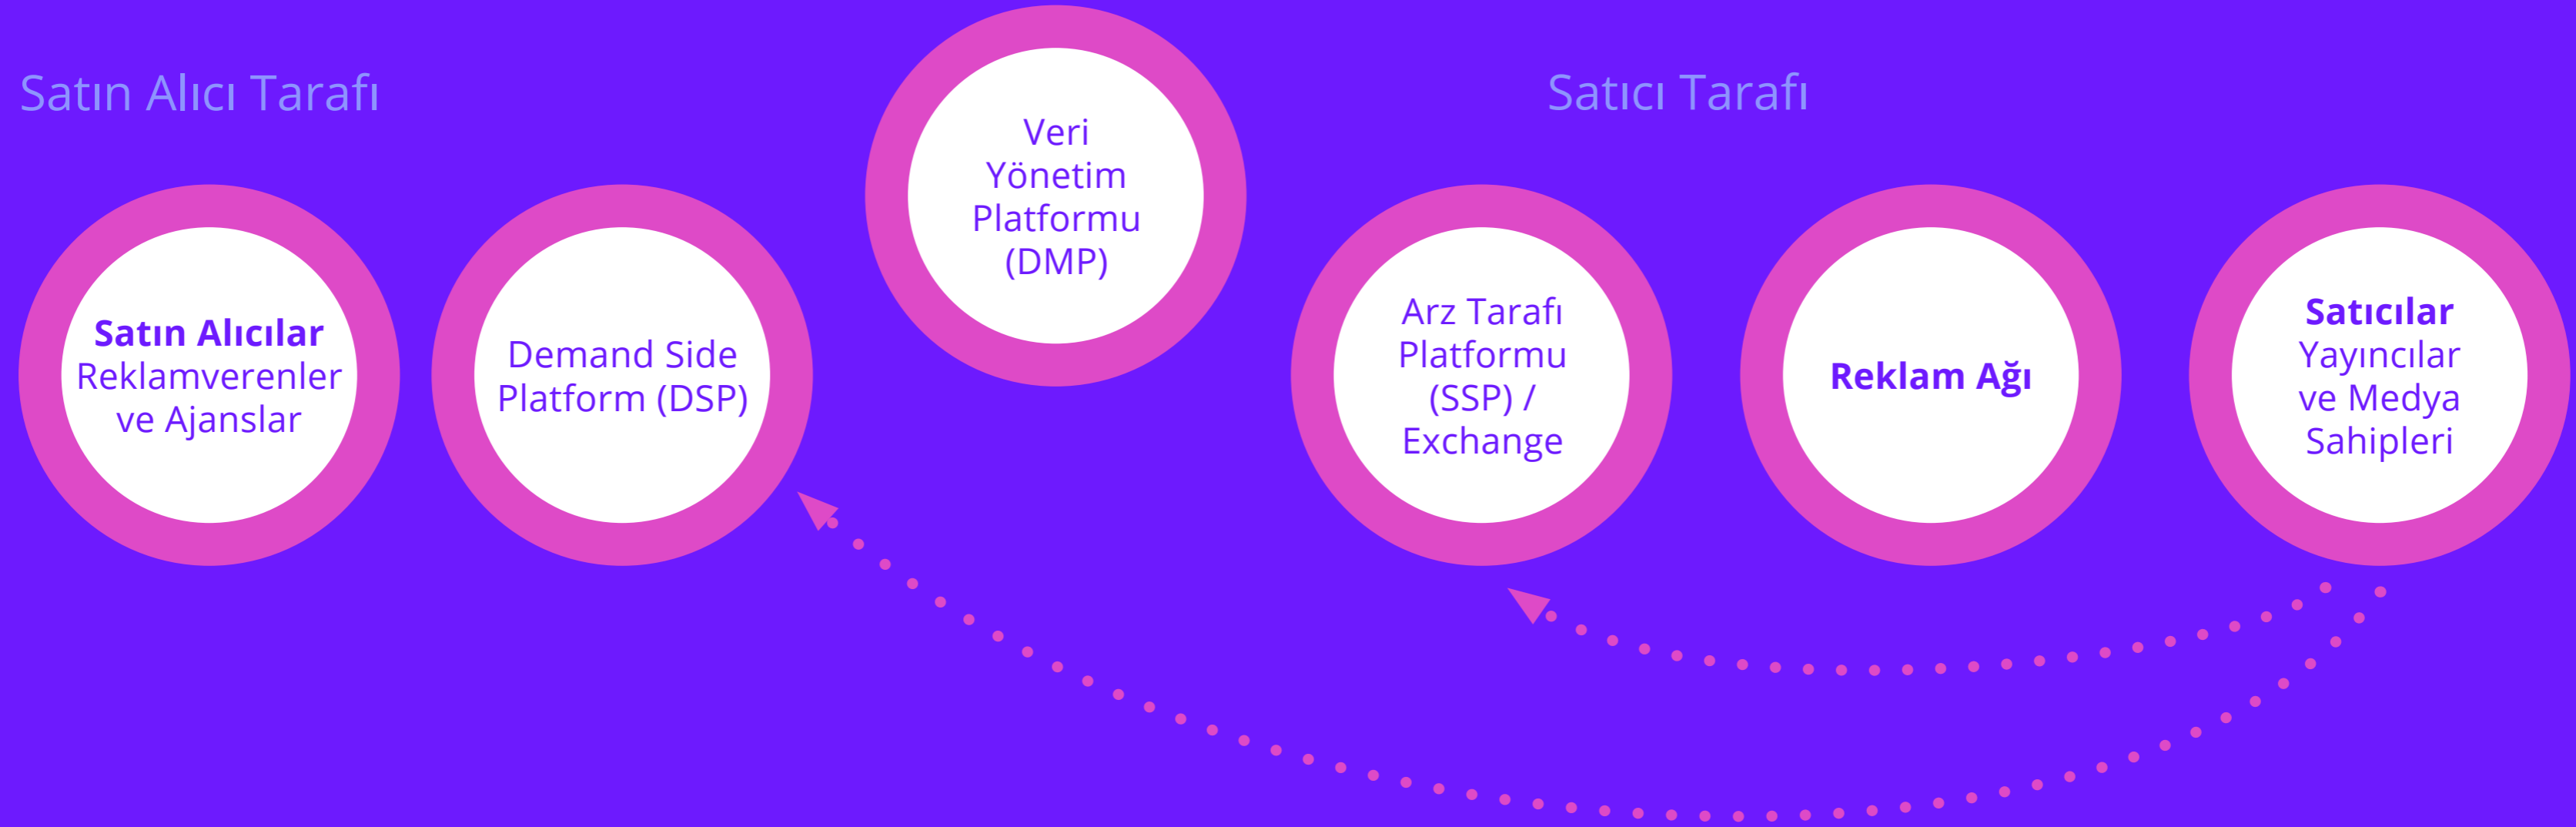 Satın Alıcı Tarafı
Satıcı Tarafı
Satın Alıcılar
Reklamverenler
ve Ajanslar
Demand Side
Platform (DSP)
Veri
Yönetim
Platformu
(DMP)
Arz Tarafı
Platformu
(SSP) /
Exchange
Reklam Ağı
Satıcılar
Yayıncılar
ve Medya
Sahipleri